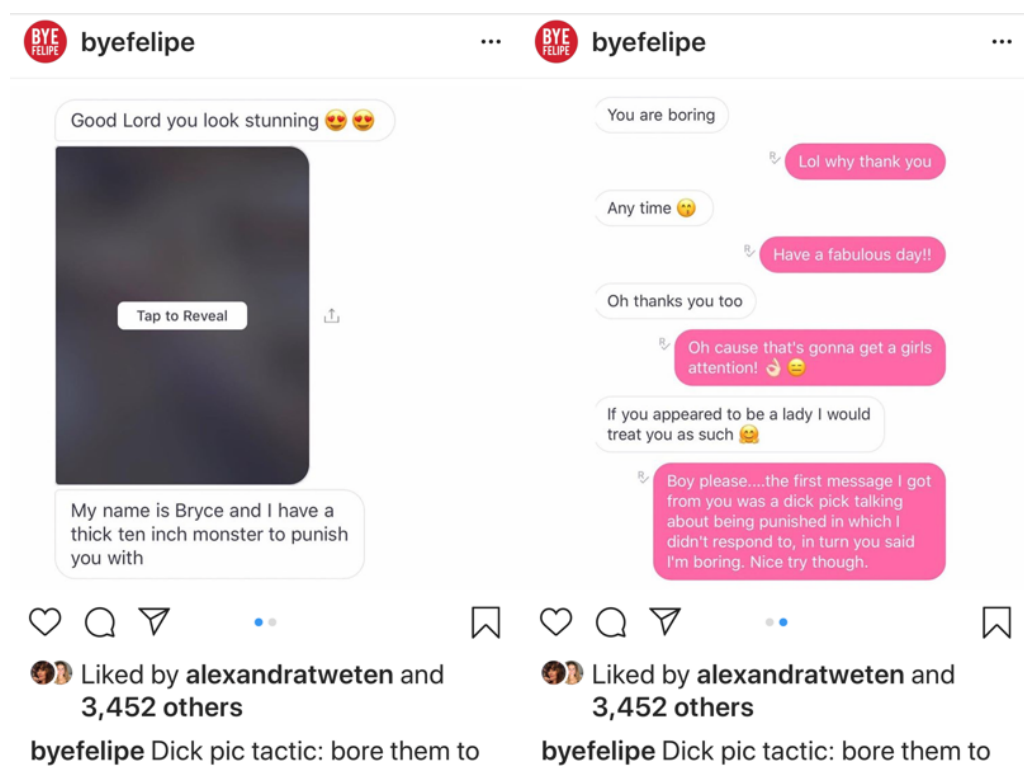 BYE
FELIPE
byefelipe
Good Lord you look stunning 😍 😍
Tap to Reveal
My name is Bryce and I have a
thick ten inch monster to punish
you with
Liked by alexandratweten and
3,452 others
byefelipe Dick pic tactic: bore them to
BYE
FELIPE
byefelipe
You are boring
R
Lol why thank you
Any time 😙
R
Have a fabulous day!!
Oh thanks you too
R
Oh cause that's gonna get a girls
attention! 👌🏻 😑
If you appeared to be a lady I would
treat you as such 🤗
R
Boy please....the first message I got
from you was a dick pick talking
about being punished in which I
didn't respond to, in turn you said
I'm boring. Nice try though.
Liked by alexandratweten and
3,452 others
byefelipe Dick pic tactic: bore them to